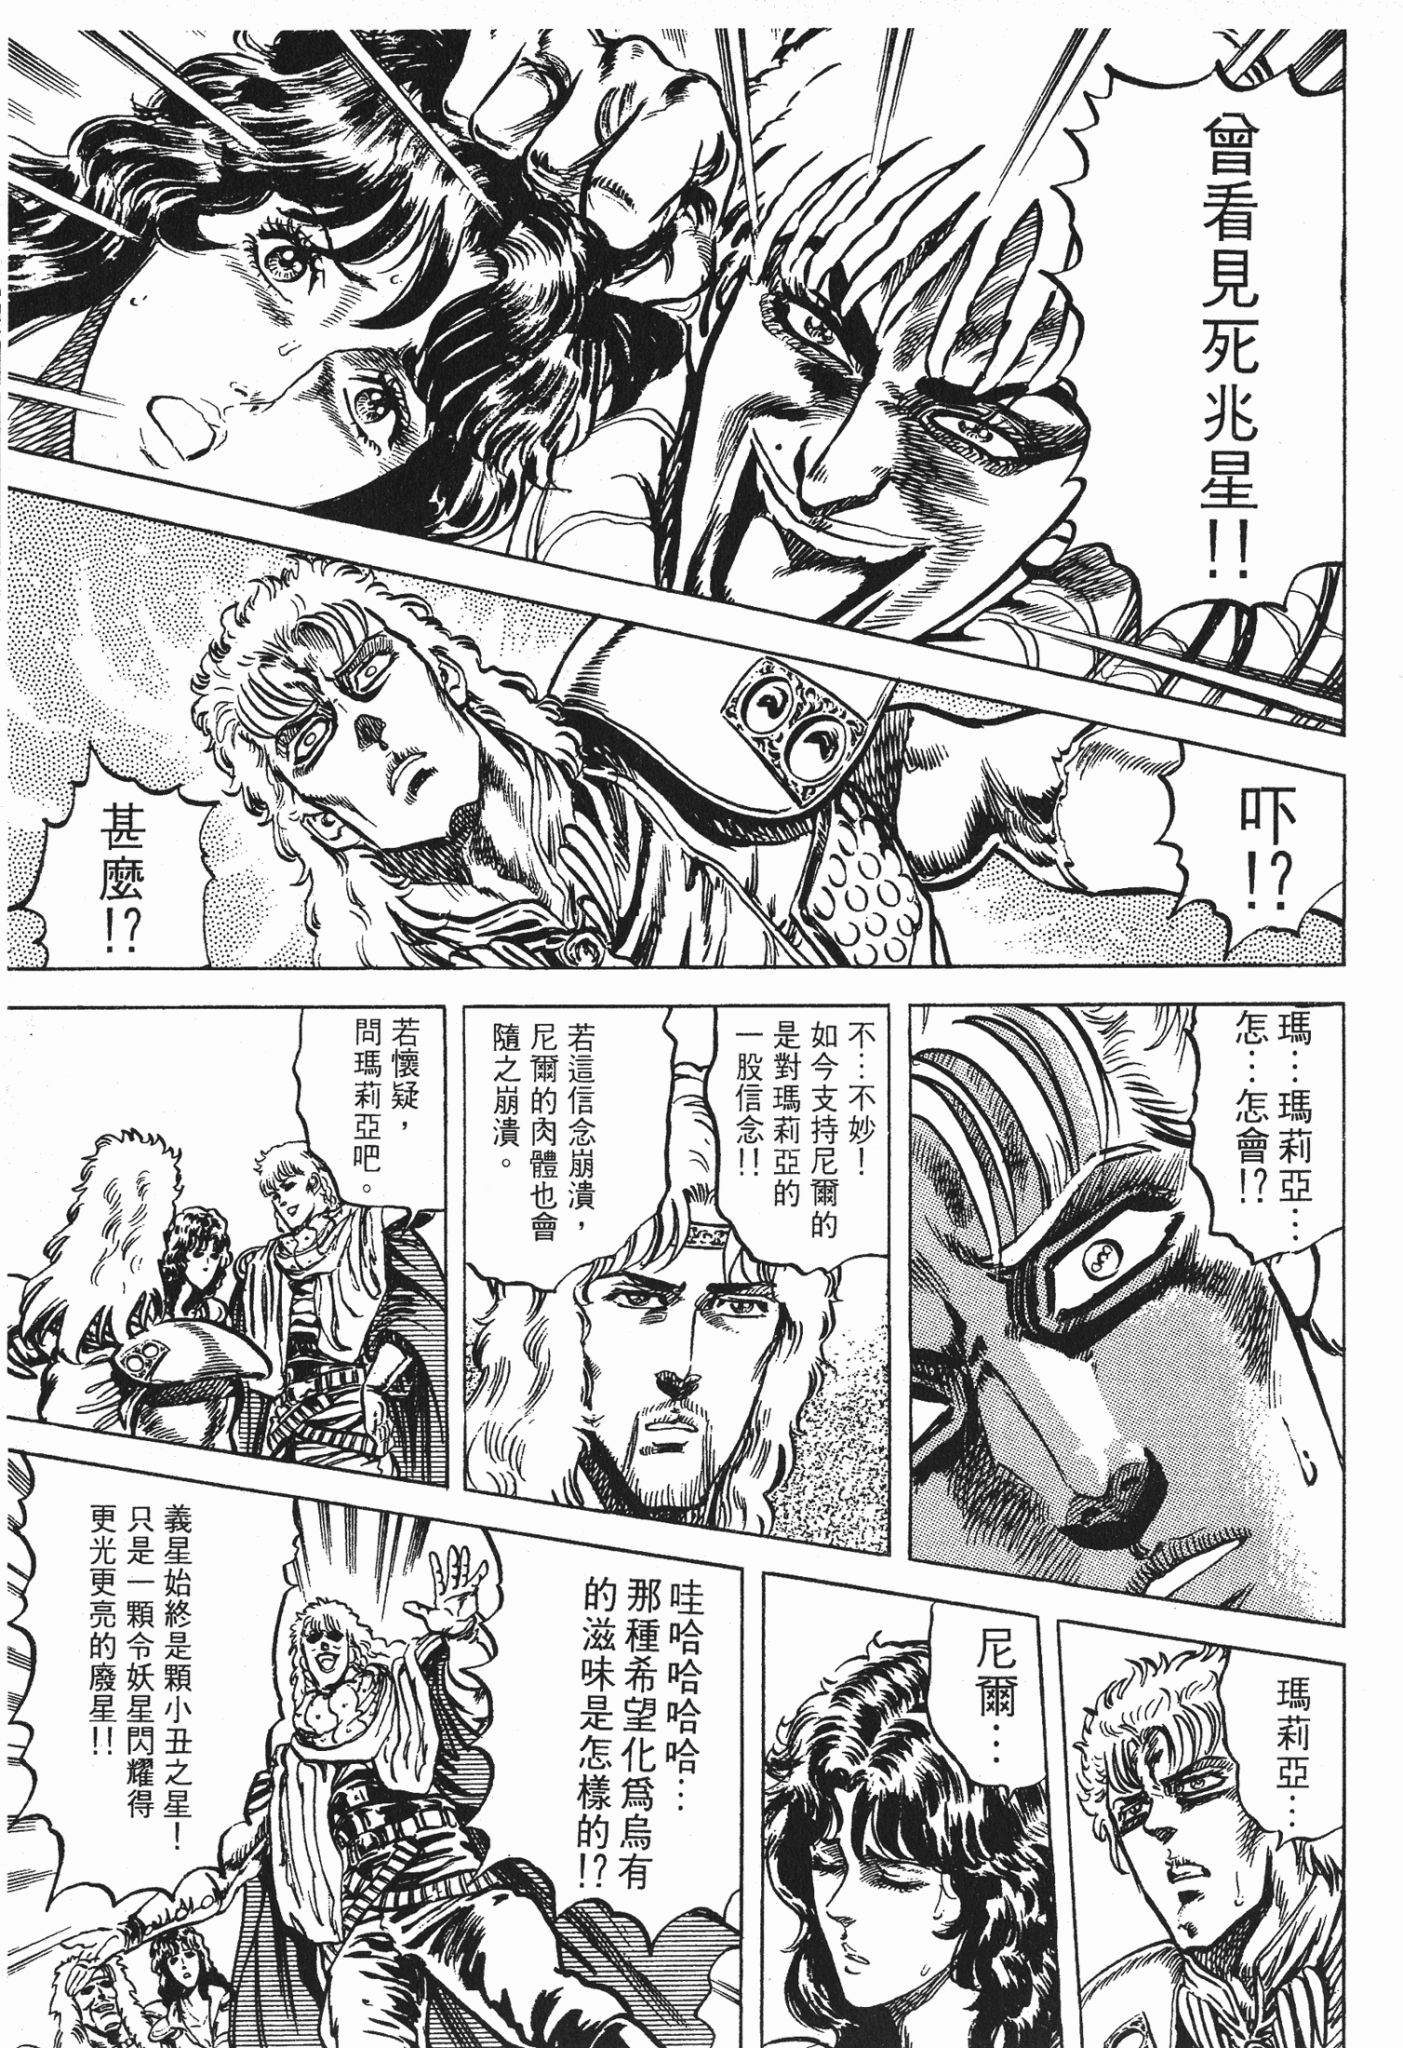 曾看見死兆星!!
吓!?
甚麼!?
瑪…瑪莉亞…
怎…怎會!?
不…不妙!
如今支持尼爾的
是對瑪莉亞的
一股信念!!
若這信念崩潰，
尼爾的肉體也會
隨之崩潰。
若懷疑，
問瑪莉亞吧。
瑪莉亞…
尼爾…
哇哈哈哈哈…
那種希望化爲烏有
的滋味是怎樣的!?
義星始終是顆小丑之星!
只是一顆令妖星閃耀得
更光更亮的廢星!!